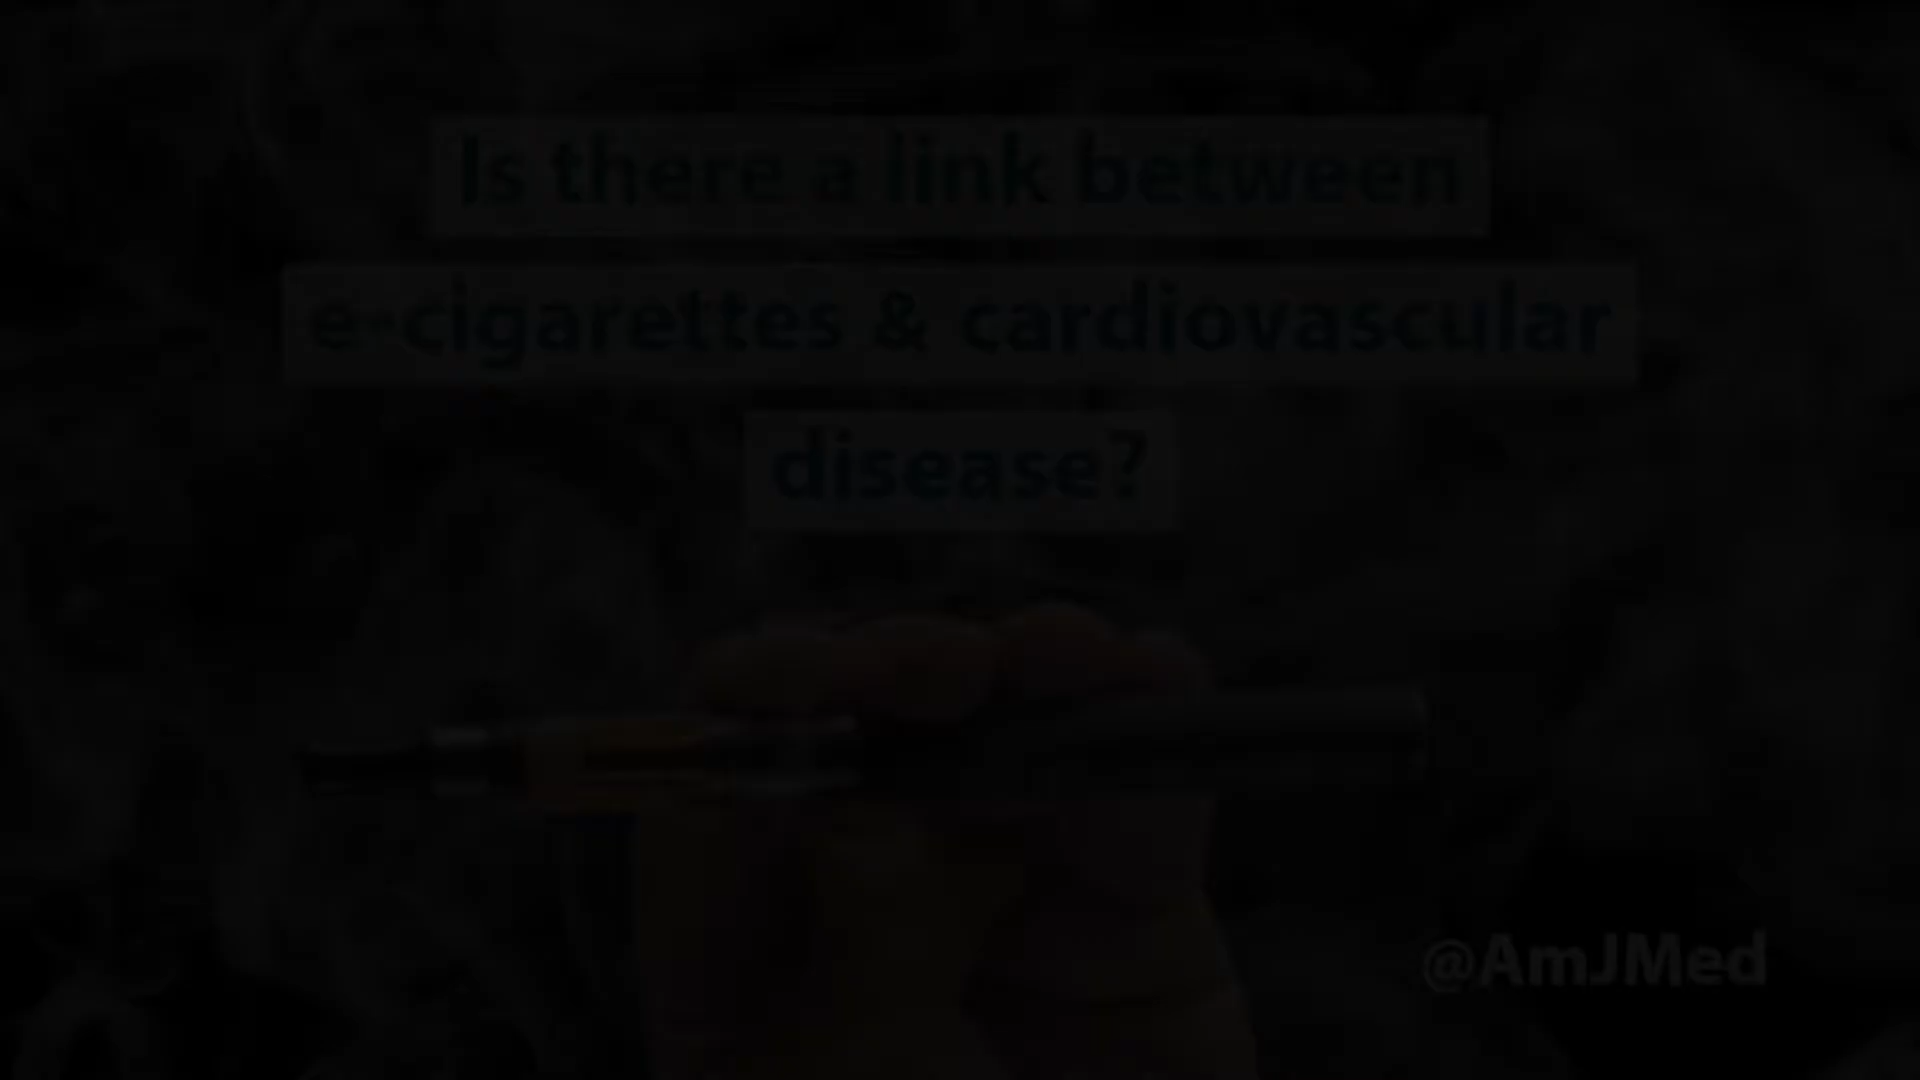 Is there a link between
e-cigarettes & cardiovascular
disease?
@AmJMed